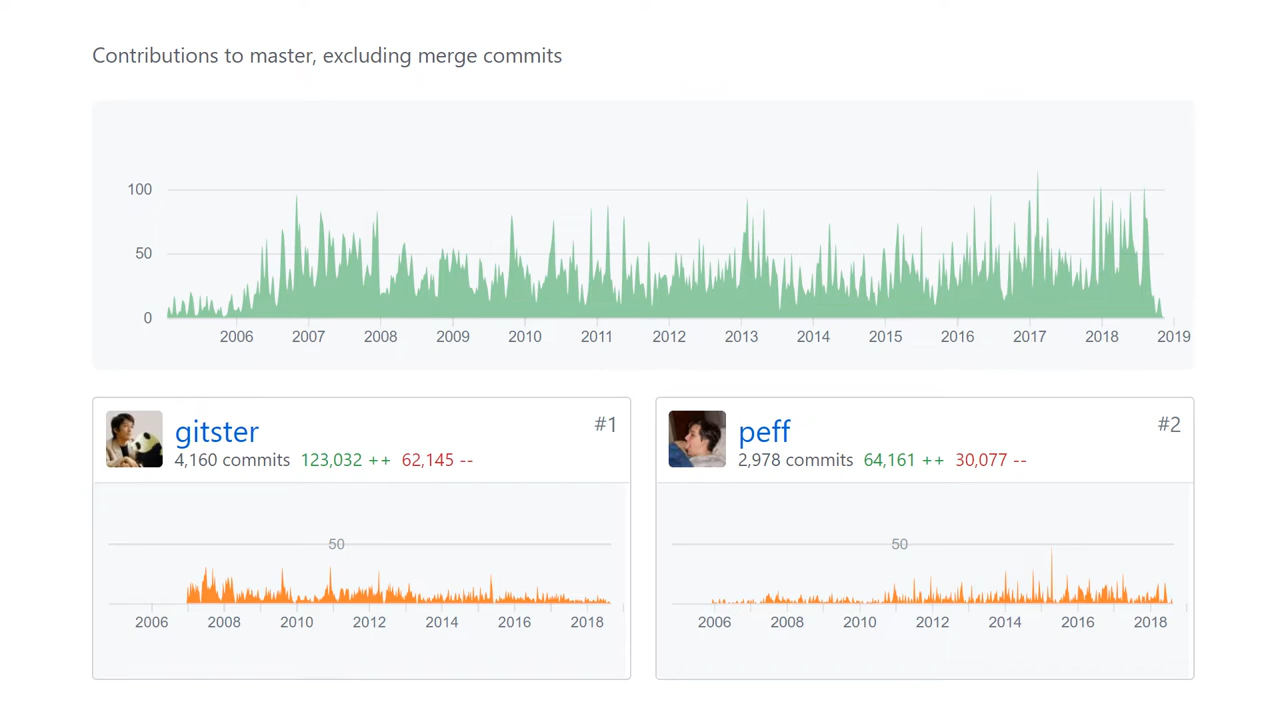 Contributions to master, excluding merge commits
100
50
0
2006 2007 2008 2009 2010 2011 2012 2013 2014 2015 2016 2017 2018 2019
gitster
#1
4,160 commits 123,032 ++ 62,145 --
50
2006 2008 2010 2012 2014 2016 2018
peff
#2
2,978 commits 64,161 ++ 30,077 --
50
2006 2008 2010 2012 2014 2016 2018